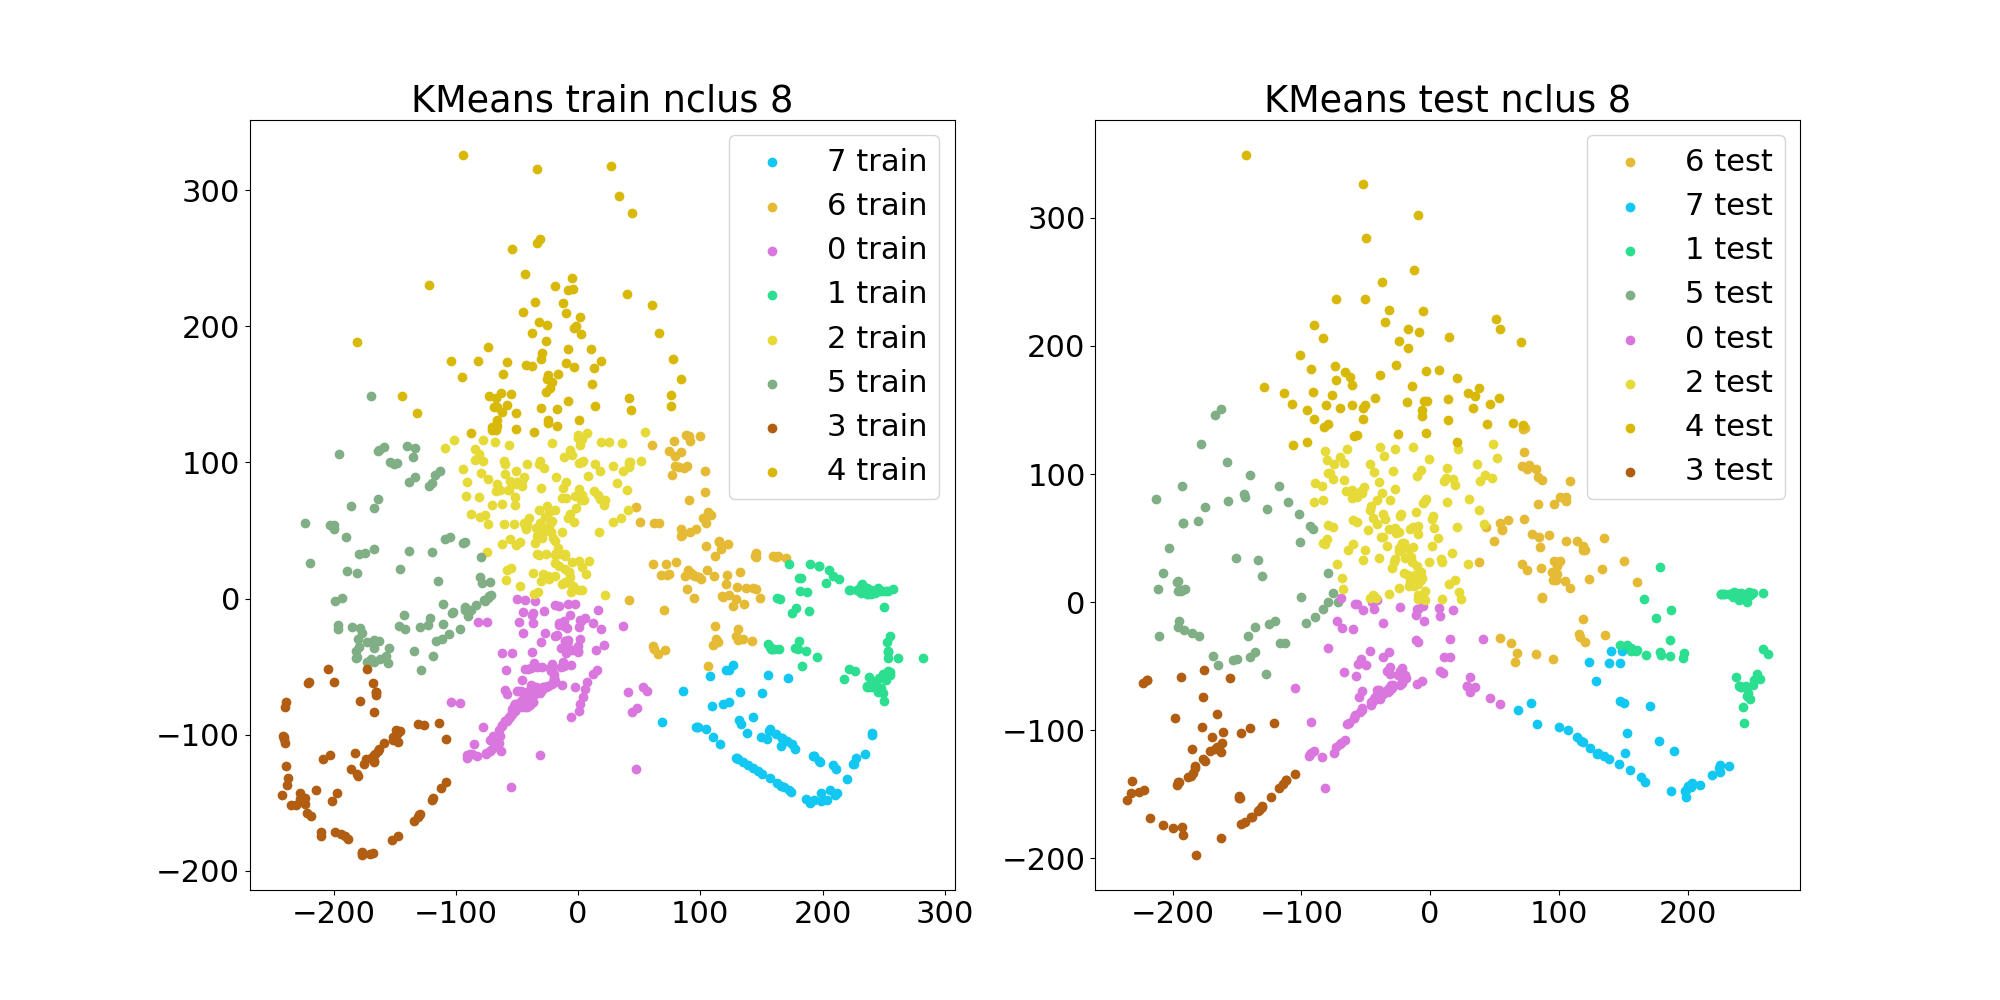 KMeans train nclus 8
300
200
100
0
−100
−200
−200
−100
0
100
200
300
7 train
6 train
0 train
1 train
2 train
5 train
3 train
4 train
KMeans test nclus 8
300
200
100
0
−100
−200
−200
−100
0
100
200
6 test
7 test
1 test
5 test
0 test
2 test
4 test
3 test